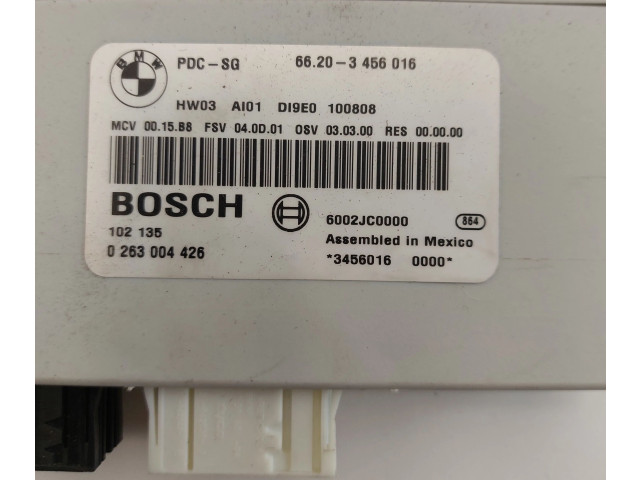 BMW
PDC-SG 66.20-3 456 016
HW03 AI01 DI9E0 100808
MCV 00.15.B8 FSV 04.0D.01 OSV 03.03.00 RES 00.00.00
BOSCH 6002JC0000 864
102 135 Assembled in Mexico
0 263 004 426 *3456016 0000*